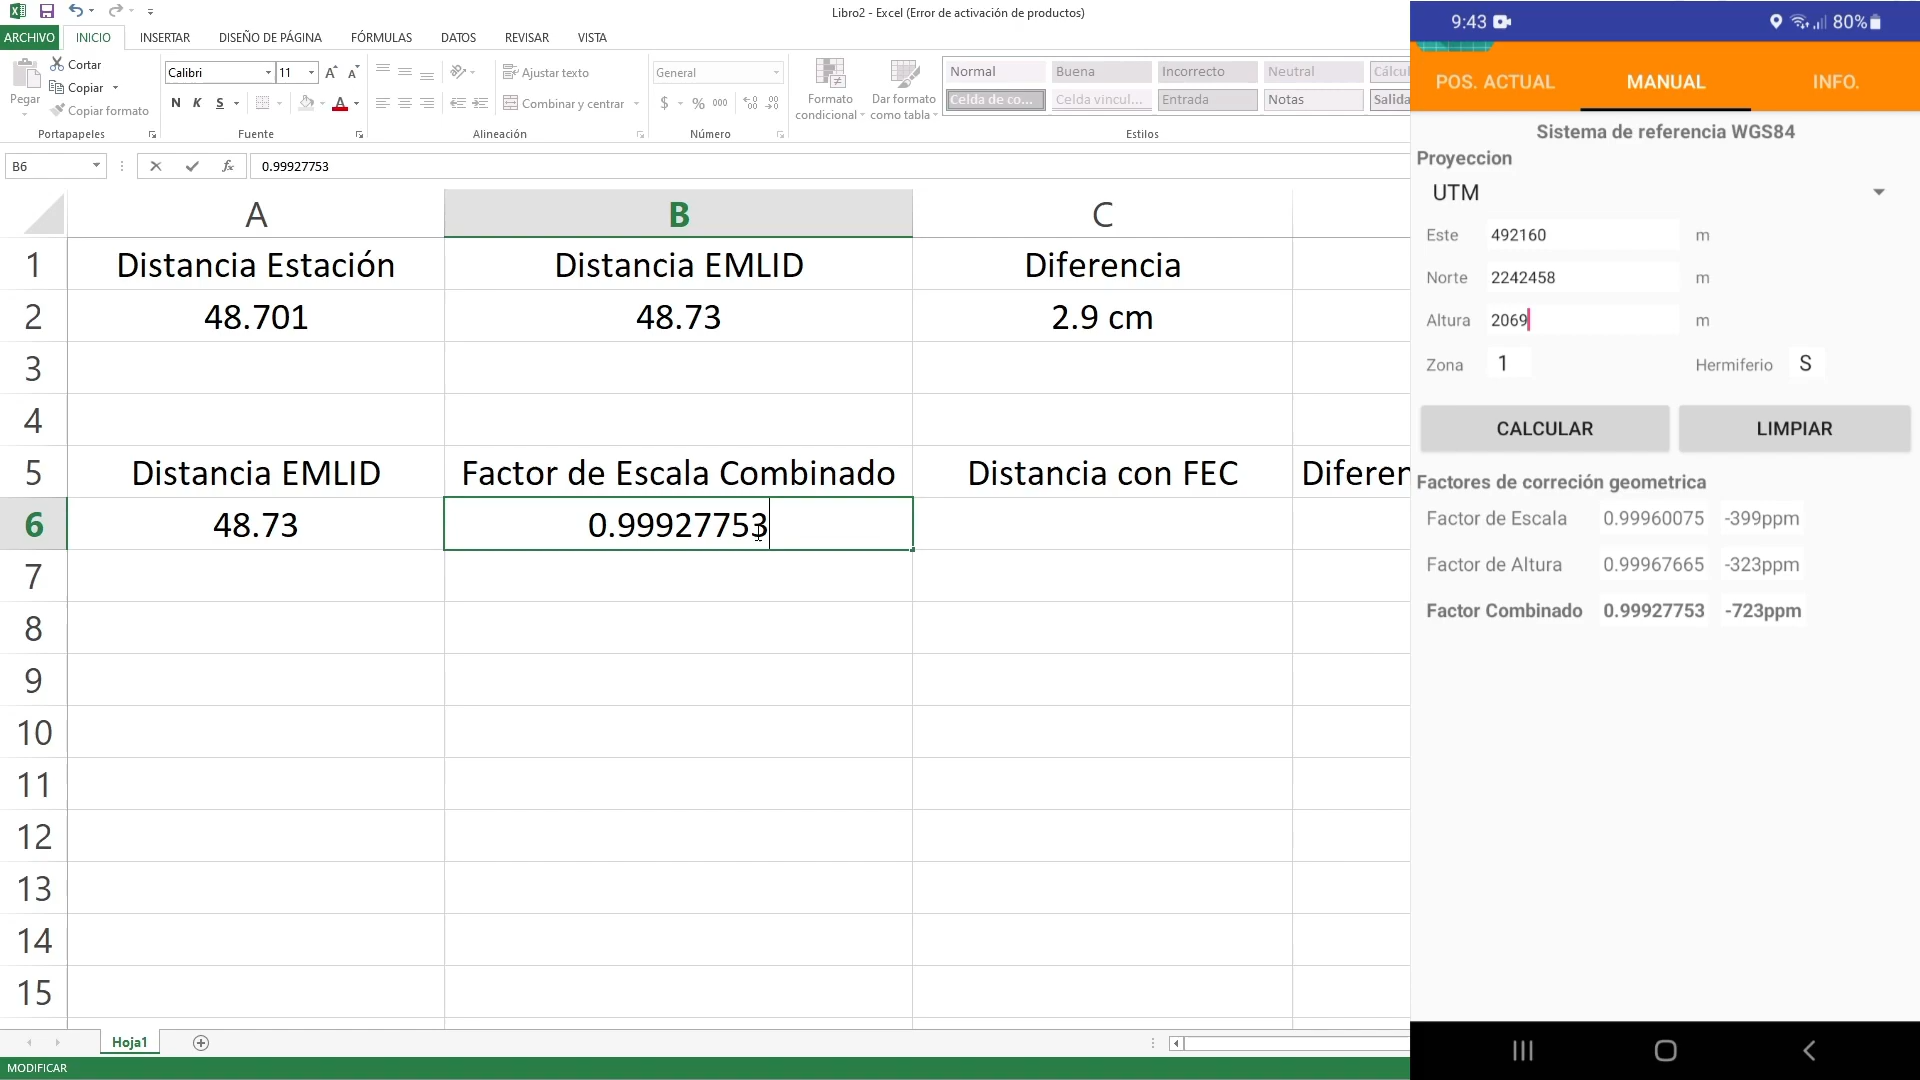 Libro2 - Excel (Error de activación de productos)
ARCHIVO INICIO INSERTAR DISEÑO DE PÁGINA FÓRMULAS DATOS REVISAR VISTA
Pegar
Cortar
Copiar
Copiar formato
Portapapeles
Calibri 11
N K S
Fuente
Ajustar texto
Combinar y centrar
Alineación
General
$ % 000
Número
Formato condicional
Dar formato como tabla
Normal Buena Incorrecto Neutral Cálcu
Celda de co... Celda vincul... Entrada Notas Salida
Estilos
B6 fx 0.99927753
A B C
1 Distancia Estación Distancia EMLID Diferencia
2 48.701 48.73 2.9 cm
3
4
5 Distancia EMLID Factor de Escala Combinado Distancia con FEC Diferen
6 48.73 0.99927753
7
8
9
10
11
12
13
14
15
Hoja1
MODIFICAR
9:43 80%
POS. ACTUAL MANUAL INFO.
Sistema de referencia WGS84
Proyeccion
UTM
Este 492160 m
Norte 2242458 m
Altura 2069 m
Zona 1 Hermiferio S
CALCULAR LIMPIAR
Factores de correción geometrica
Factor de Escala 0.99960075 -399ppm
Factor de Altura 0.99967665 -323ppm
Factor Combinado 0.99927753 -723ppm